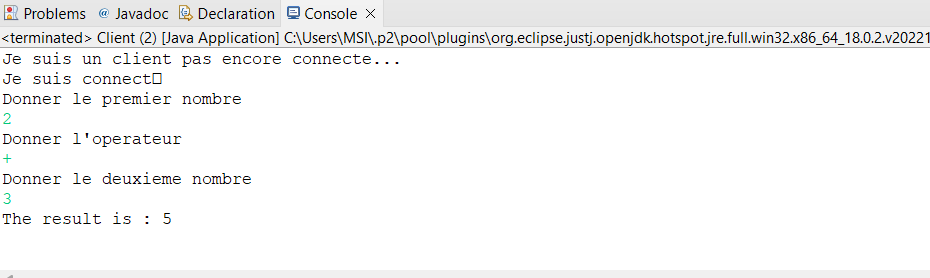 Problems @ Javadoc Declaration Console
<terminated> Client (2) [Java Application] C:\Users\MSI\.p2\pool\plugins\org.eclipse.justj.openjdk.hotspot.jre.full.win32.x86_64_18.0.2.v20221
Je suis un client pas encore connecte...
Je suis connect□
Donner le premier nombre
2
Donner l'operateur
+
Donner le deuxieme nombre
3
The result is : 5